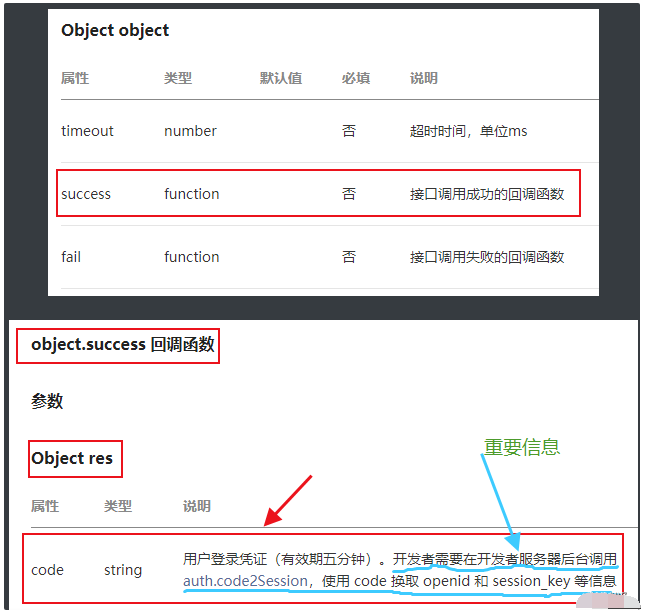 Object object
属性 类型 默认值 必填 说明
timeout number 否 超时时间，单位ms
success function 否 接口调用成功的回调函数
fail function 否 接口调用失败的回调函数
object.success 回调函数
参数
Object res
重要信息
属性 类型 说明
用户登录凭证（有效期五分钟）。开发者需要在开发者服务器后台调用
code string auth.code2Session，使用 code 换取 openid 和 session_key 等信息